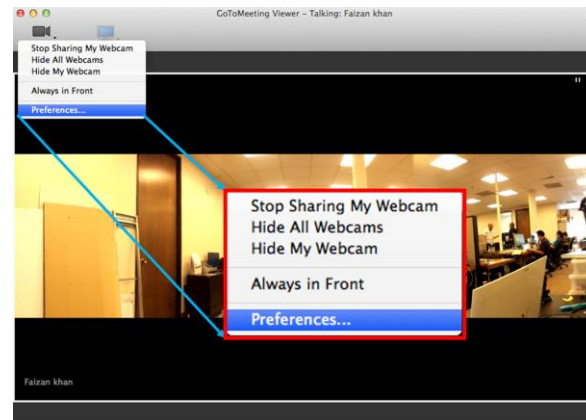 GoToMeeting Viewer – Talking: Faizan khan
Stop Sharing My Webcam
Hide All Webcams
Hide My Webcam
Always in Front
Preferences...
Stop Sharing My Webcam
Hide All Webcams
Hide My Webcam
Always in Front
Preferences...
Faizan khan